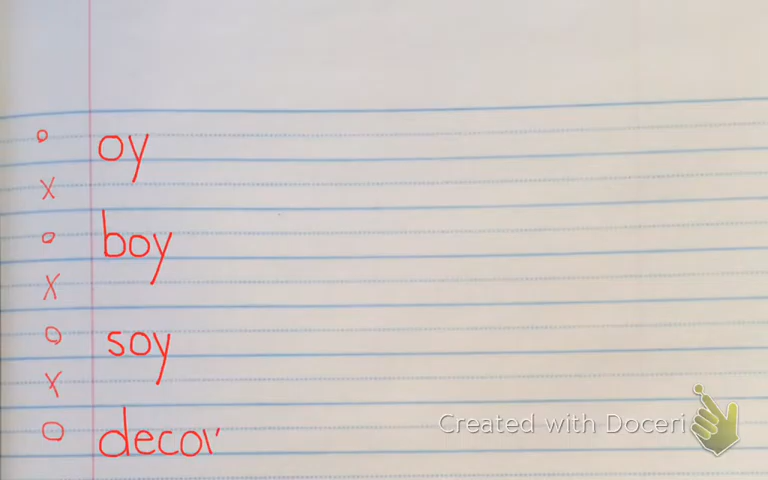 o oy
x
o boy
x
o soy
x
o deco
Created with Doceri